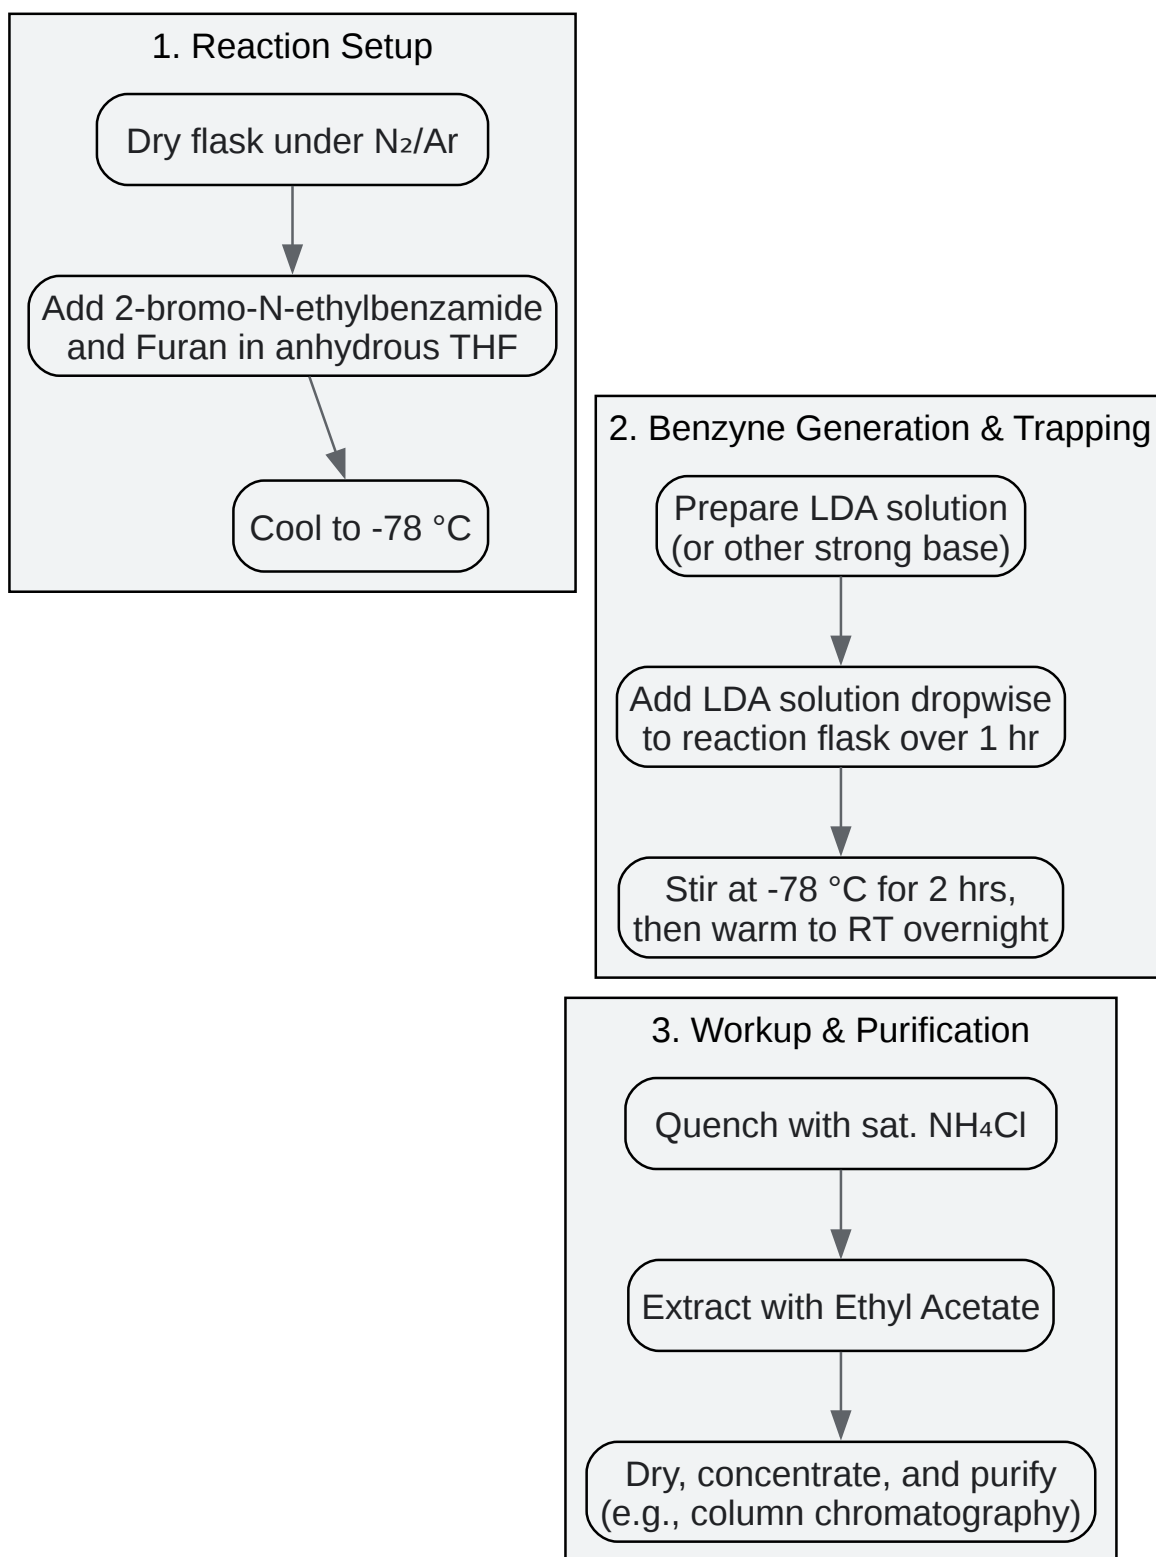 1. Reaction Setup
Dry flask under N₂/Ar
Add 2-bromo-N-ethylbenzamide
and Furan in anhydrous THF
Cool to -78 °C
2. Benzyne Generation & Trapping
Prepare LDA solution
(or other strong base)
Add LDA solution dropwise
to reaction flask over 1 hr
Stir at -78 °C for 2 hrs,
then warm to RT overnight
3. Workup & Purification
Quench with sat. NH₄Cl
Extract with Ethyl Acetate
Dry, concentrate, and purify
(e.g., column chromatography)